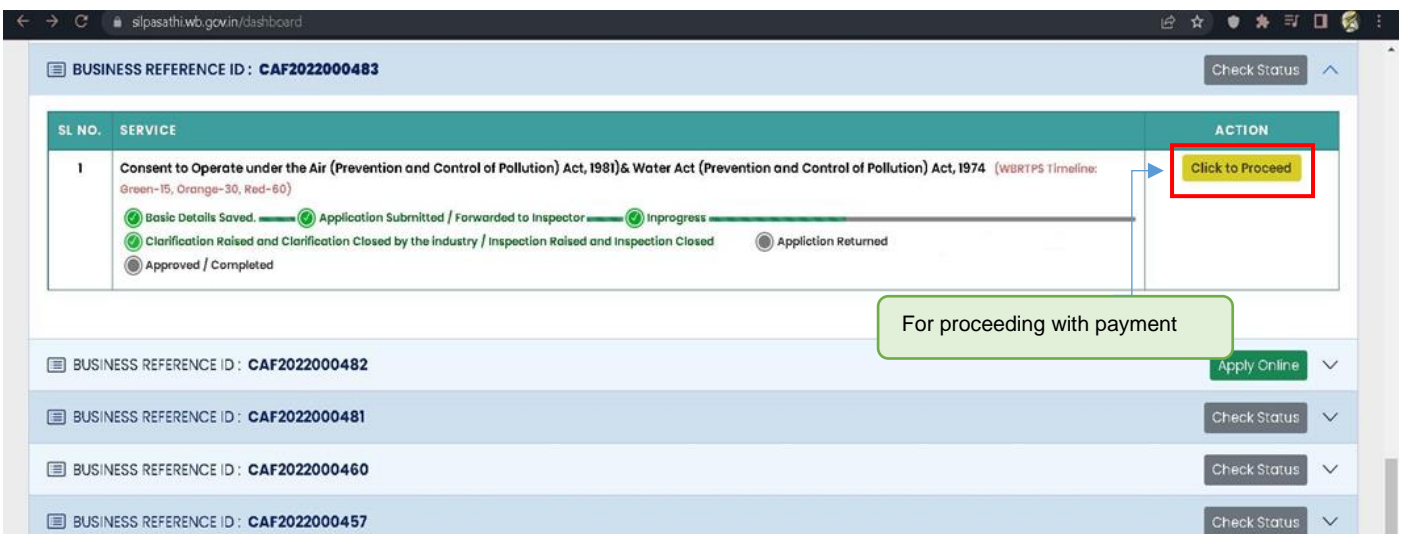 silpasathi.wb.gov.in/dashboard
BUSINESS REFERENCE ID : CAF2022000483 Check Status
SL NO. SERVICE ACTION
1 Consent to Operate under the Air (Prevention and Control of Pollution) Act, 1981)& Water Act (Prevention and Control of Pollution) Act, 1974 (WBRTPS Timeline: Click to Proceed
Green-15, Orange-30, Red-60)
Basic Details Saved. Application Submitted / Forwarded to Inspector Inprogress
Clarification Raised and Clarification Closed by the industry / Inspection Raised and Inspection Closed Appliction Returned
Approved / Completed
For proceeding with payment
BUSINESS REFERENCE ID : CAF2022000482 Apply Online
BUSINESS REFERENCE ID : CAF2022000481 Check Status
BUSINESS REFERENCE ID : CAF2022000460 Check Status
BUSINESS REFERENCE ID : CAF2022000457 Check Status